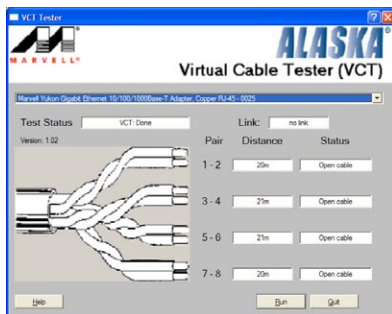 VCT Tester
MARVELL®
ALASKA®
Virtual Cable Tester (VCT)
Marvell Yukon Gigabit Ethernet 10/100/1000Base-T Adapter, Copper RJ-45 - 0025
Test Status VCT: Done Link: no link
Version: 1.02
Pair Distance Status
1 - 2 20m Open cable
3 - 4 21m Open cable
5 - 6 21m Open cable
7 - 8 20m Open cable
Help Run Quit